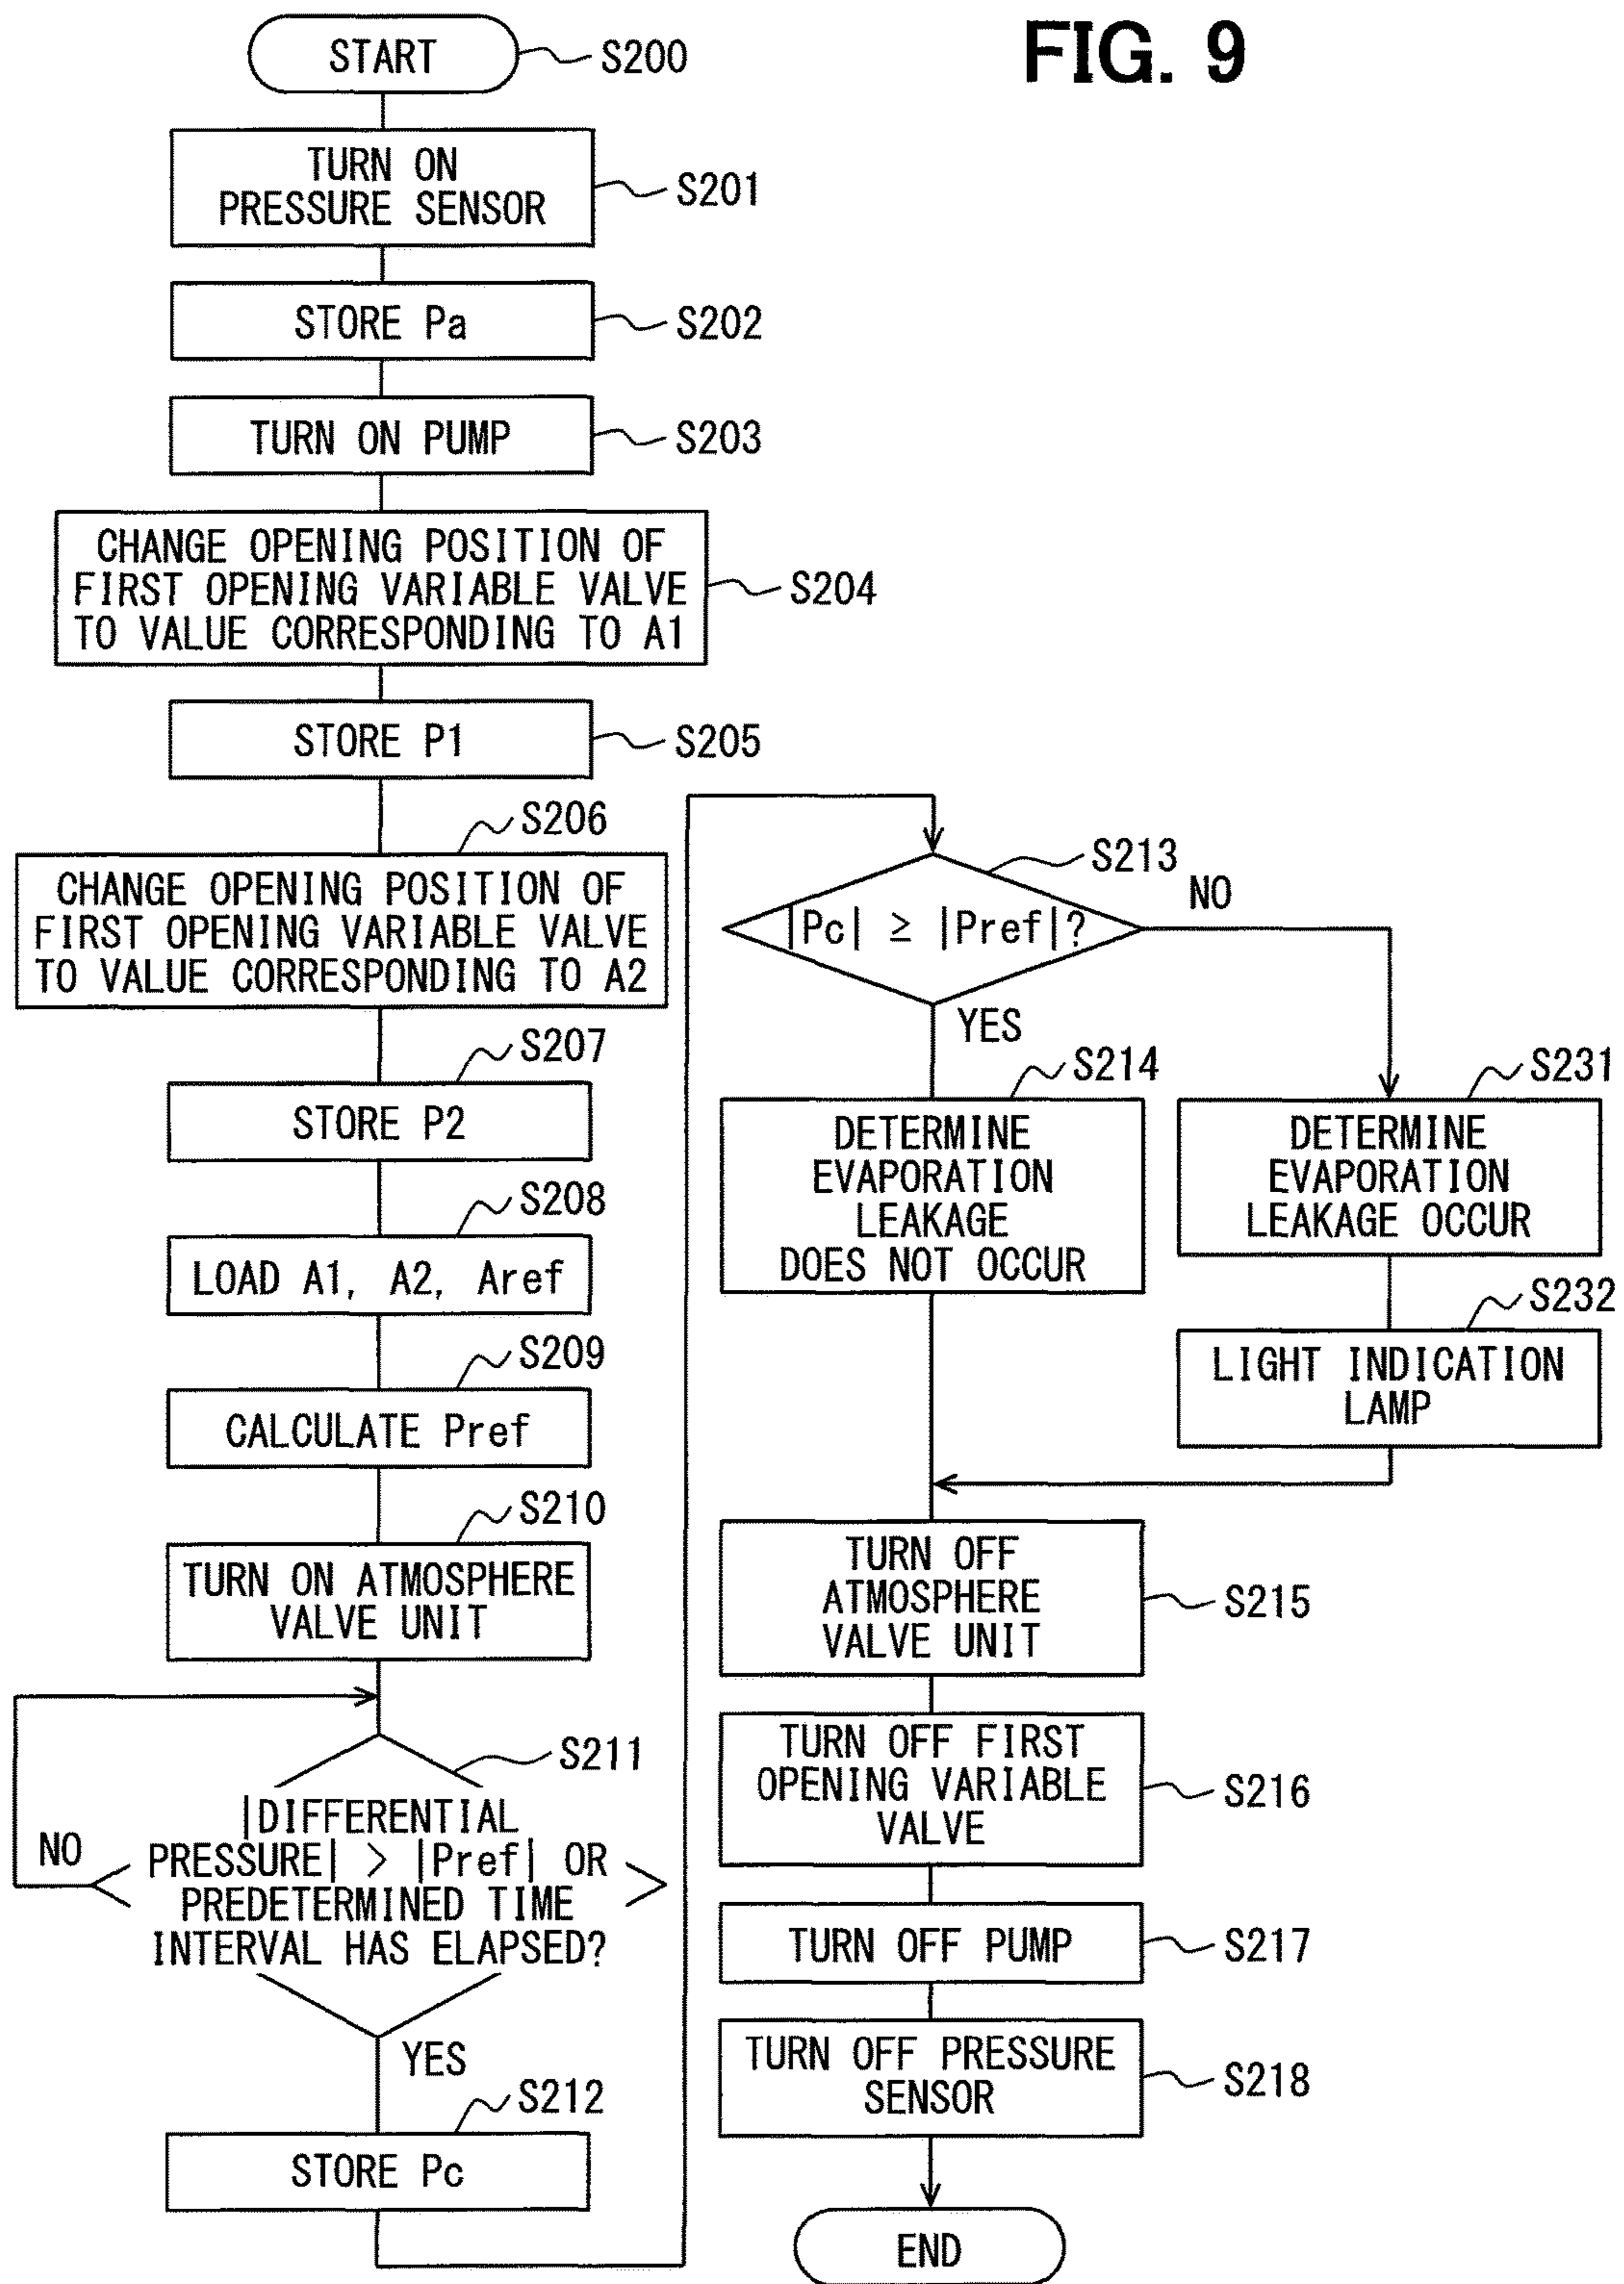 FIG. 9
START
S200
TURN ON
PRESSURE SENSOR
S201
STORE Pa
S202
TURN ON PUMP
S203
CHANGE OPENING POSITION OF
FIRST OPENING VARIABLE VALVE
TO VALUE CORRESPONDING TO A1
S204
STORE P1
S205
S206
CHANGE OPENING POSITION OF
FIRST OPENING VARIABLE VALVE
TO VALUE CORRESPONDING TO A2
S207
STORE P2
S208
LOAD A1, A2, Aref
S209
CALCULATE Pref
S210
TURN ON ATMOSPHERE
VALVE UNIT
S211
|DIFFERENTIAL
PRESSURE| > |Pref| OR
PREDETERMINED TIME
INTERVAL HAS ELAPSED?
NO
YES
S212
STORE Pc
S213
|Pc| ≥ |Pref|?
NO
YES
S214
DETERMINE
EVAPORATION
LEAKAGE
DOES NOT OCCUR
S231
DETERMINE
EVAPORATION
LEAKAGE OCCUR
S232
LIGHT INDICATION
LAMP
TURN OFF
ATMOSPHERE
VALVE UNIT
S215
TURN OFF FIRST
OPENING VARIABLE
VALVE
S216
TURN OFF PUMP
S217
TURN OFF PRESSURE
SENSOR
S218
END